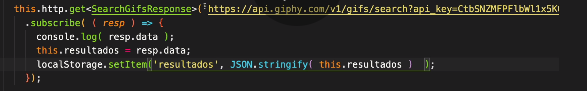 this.http.get<SearchGifsResponse>(`https://api.giphy.com/v1/gifs/search?api_key=CtbSNZMFPFlbWl1x5K
.subscribe( ( resp ) => {
console.log( resp.data );
this.resultados = resp.data;
localStorage.setItem('resultados', JSON.stringify( this.resultados )  );
});